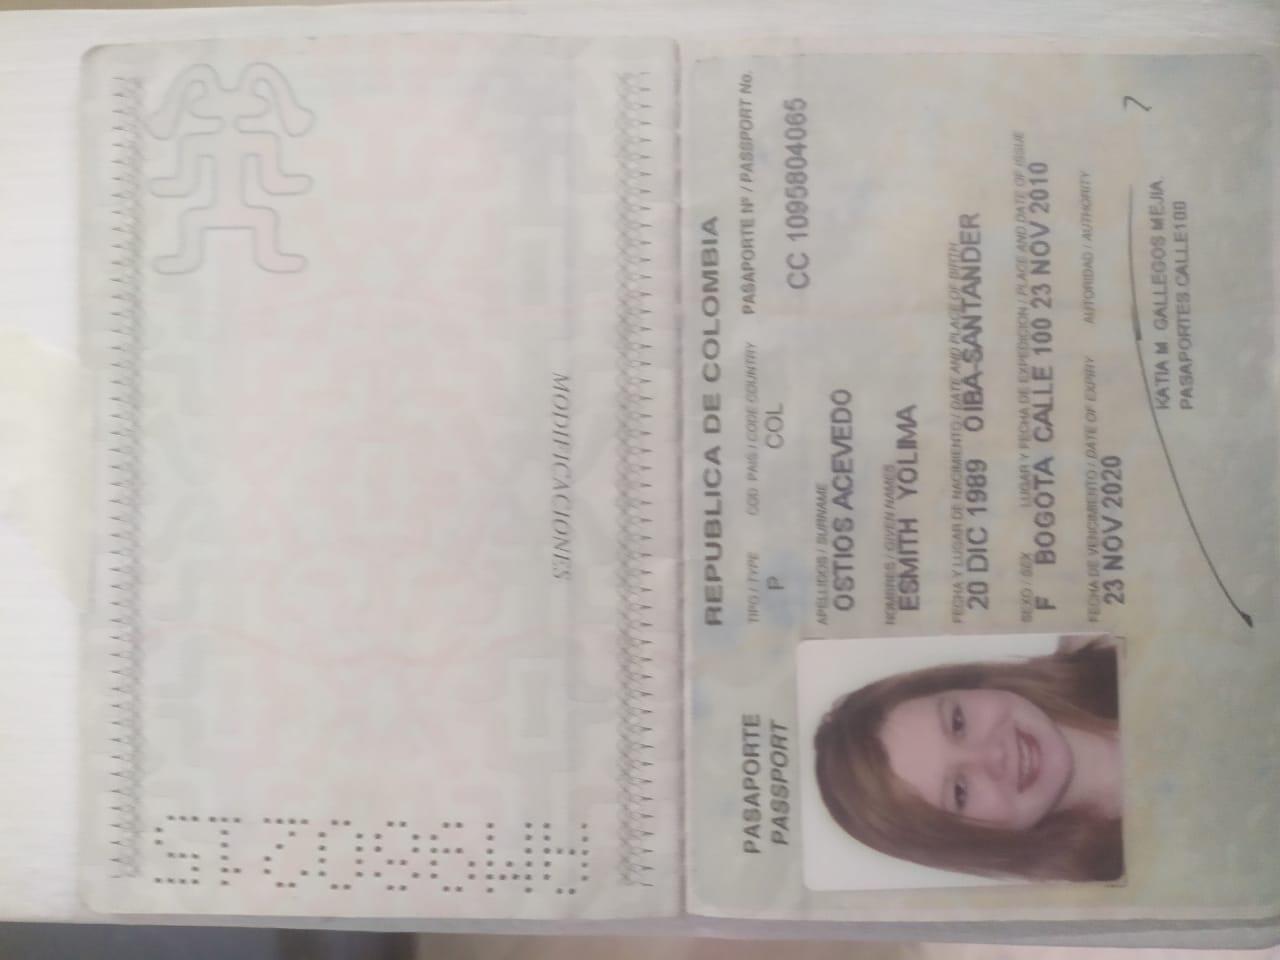 MODIFICACIONES
REPUBLICA DE COLOMBIA
PASAPORTE
PASSPORT
TIPO / TYPE COD PAIS / CODE COUNTRY PASAPORTE Nº / PASSPORT No.
P COL CC 1095804065
APELLIDOS / SURNAME
OSTIOS ACEVEDO
NOMBRES / GIVEN NAMES
ESMITH YOLIMA
FECHA Y LUGAR DE NACIMIENTO / DATE AND PLACE OF BIRTH
20 DIC 1989 OIBA-SANTANDER
SEXO / SEX LUGAR Y FECHA DE EXPEDICION / PLACE AND DATE OF ISSUE
F BOGOTA CALLE 100 23 NOV 2010
FECHA DE VENCIMIENTO / DATE OF EXPIRY AUTORIDAD / AUTHORITY
23 NOV 2020
KATIA M GALLEGOS MEJIA.
PASAPORTES CALLE100